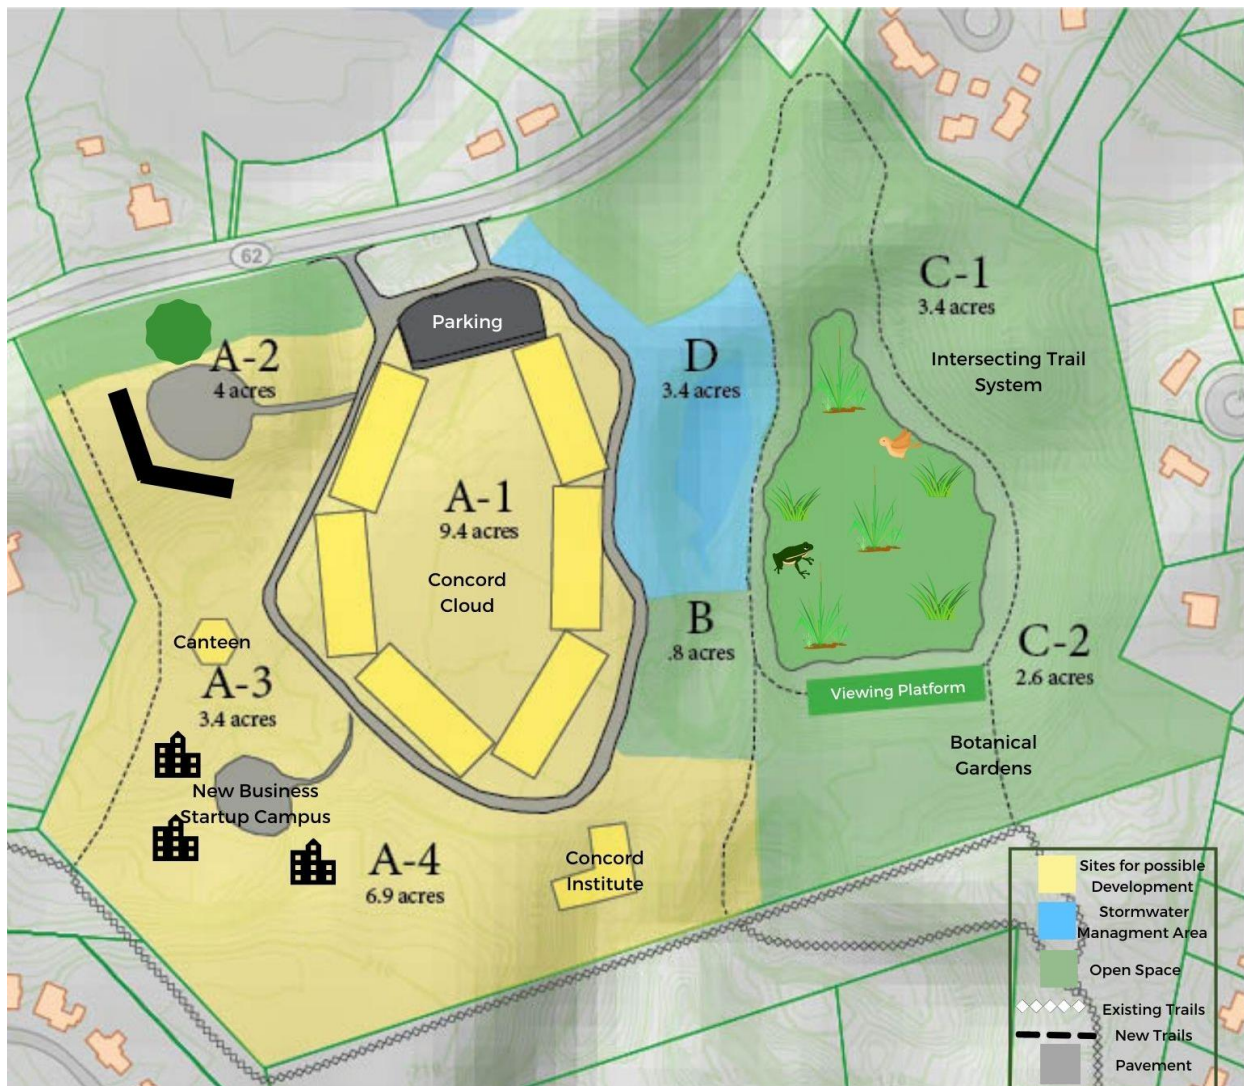 62
C-1
3.4 acres
Intersecting Trail
System
Parking
A-2
4 acres
D
3.4 acres
A-1
9.4 acres
Concord
Cloud
B
.8 acres
C-2
2.6 acres
Canteen
A-3
3.4 acres
Viewing Platform
Botanical
Gardens
New Business
Startup Campus
A-4
6.9 acres
Concord
Institute
Sites for possible
Development
Stormwater
Managment Area
Open Space
Existing Trails
New Trails
Pavement